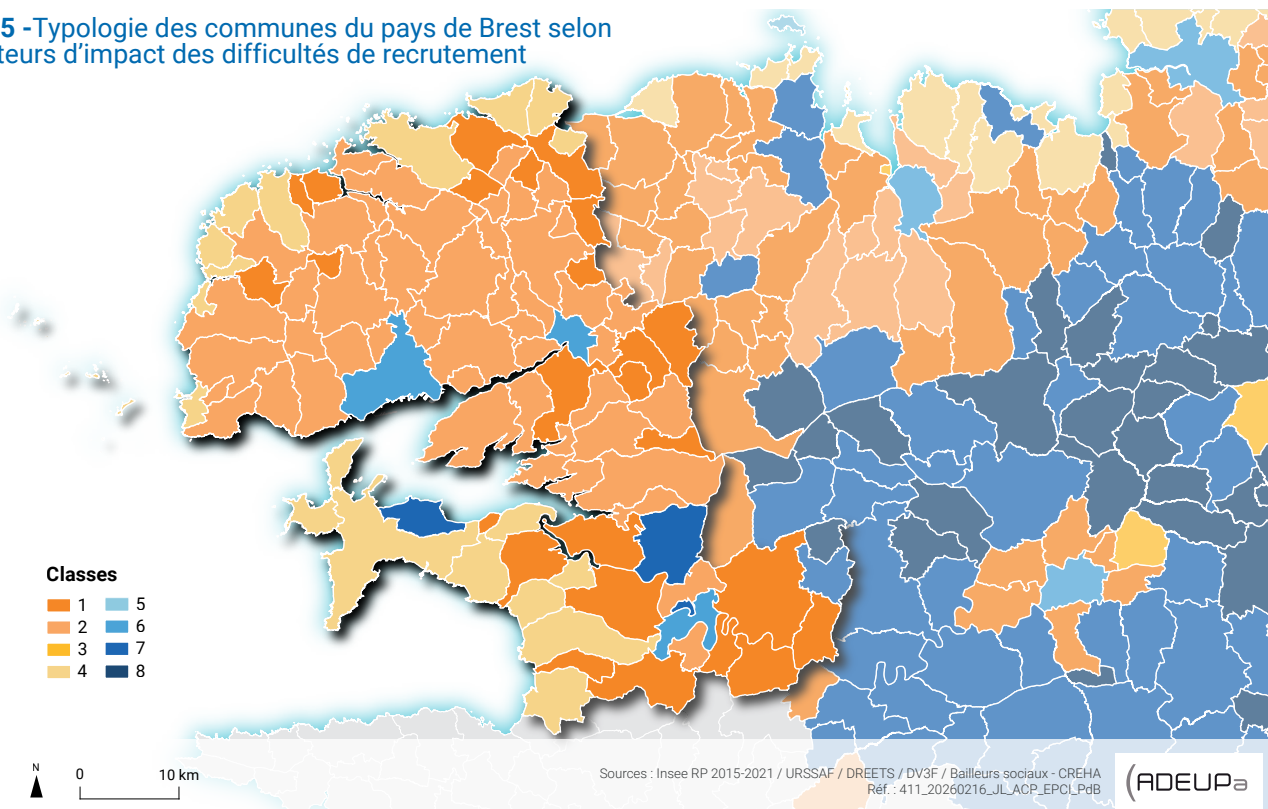 5 -Typologie des communes du pays de Brest selon
teurs d’impact des difficultés de recrutement
Classes
1 5
2 6
3 7
4 8
N
0 10 km
Sources : Insee RP 2015-2021 / URSSAF / DREETS / DV3F / Bailleurs sociaux - CREHA
Réf. : 411_20260216_JL_ACP_EPCI_PdB
ADEUPa